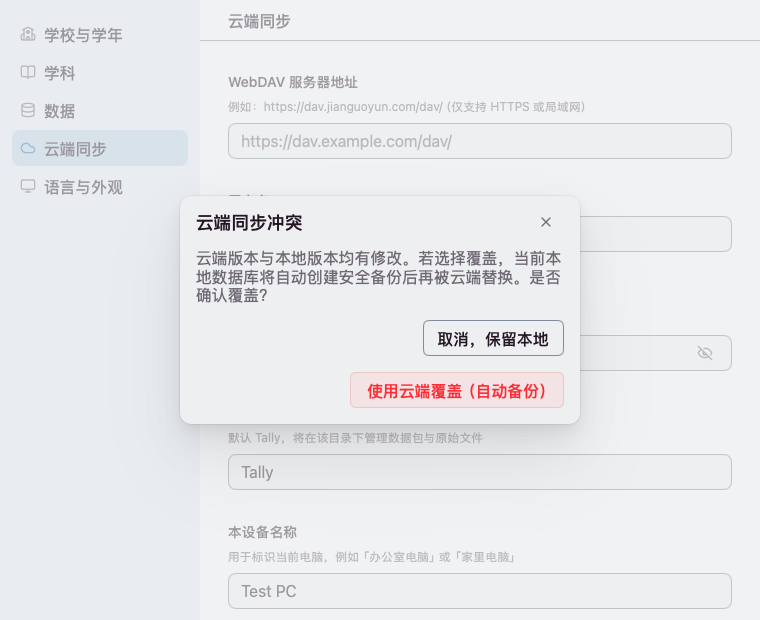 学校与学年
学科
数据
云端同步
语言与外观
云端同步
WebDAV 服务器地址
例如：https://dav.jianguoyun.com/dav/ (仅支持 HTTPS 或局域网)
https://dav.example.com/dav/
云端同步冲突
云端版本与本地版本均有修改。若选择覆盖，当前本
地数据库将自动创建安全备份后再被云端替换。是否
确认覆盖？
取消，保留本地
使用云端覆盖（自动备份）
默认 Tally，将在该目录下管理数据包与原始文件
Tally
本设备名称
用于标识当前电脑，例如「办公室电脑」或「家里电脑」
Test PC